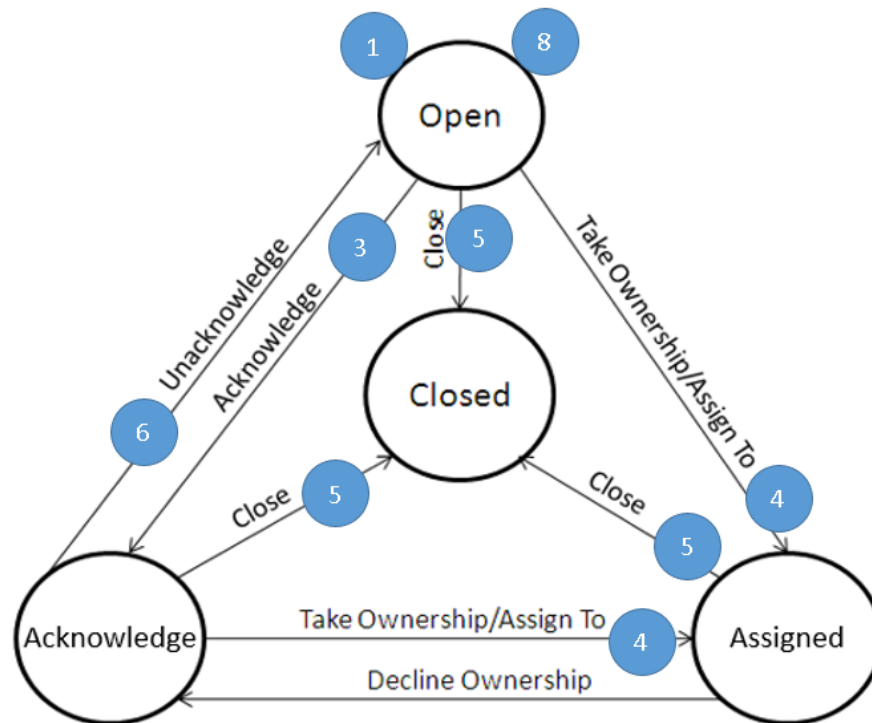 1
8
Open
3
Close
5
Take Ownership/Assign To
Unacknowledge
Acknowledge
Closed
6
5
Close
Close
4
5
Acknowledge
Take Ownership/Assign To
4
Assigned
Decline Ownership